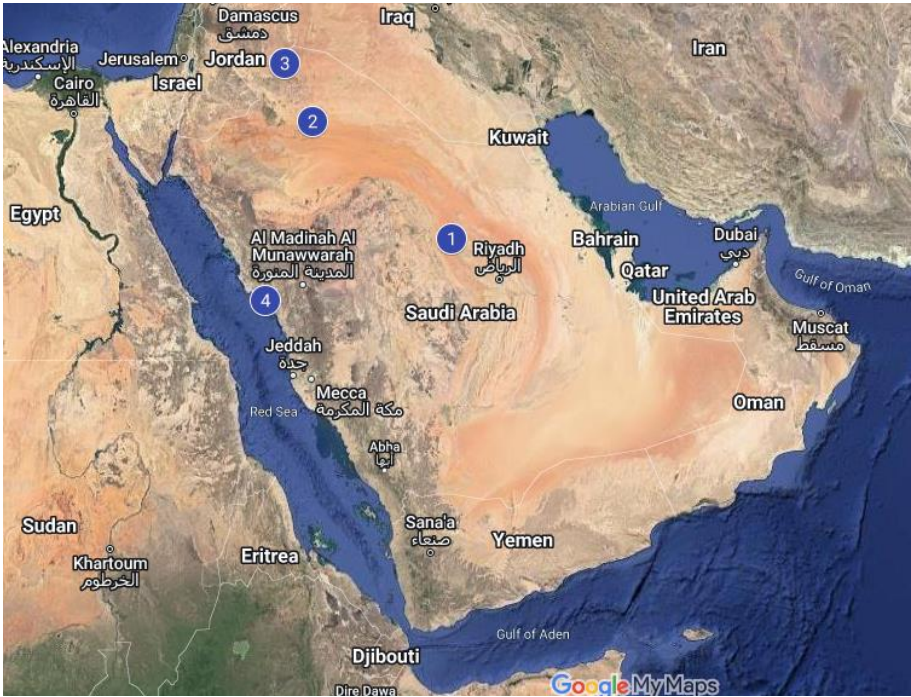 Damascus
دمشق
Iraq
Alexandria
الإسكندرية
Jerusalem
Jordan
3
Iran
Cairo
القاهرة
Israel
2
Kuwait
Egypt
Arabian Gulf
Al Madinah Al
Munawwarah
المدينة المنورة
1
Riyadh
الرياض
Bahrain
Dubai
دبي
Qatar
Gulf of Oman
4
Saudi Arabia
United Arab
Emirates
Muscat
مسقط
Jeddah
جدة
Mecca
مكة المكرمة
Red Sea
Oman
Abha
أبها
Sudan
Sana'a
صنعاء
Yemen
Khartoum
الخرطوم
Eritrea
Gulf of Aden
Djibouti
Dire Dawa
Google My Maps